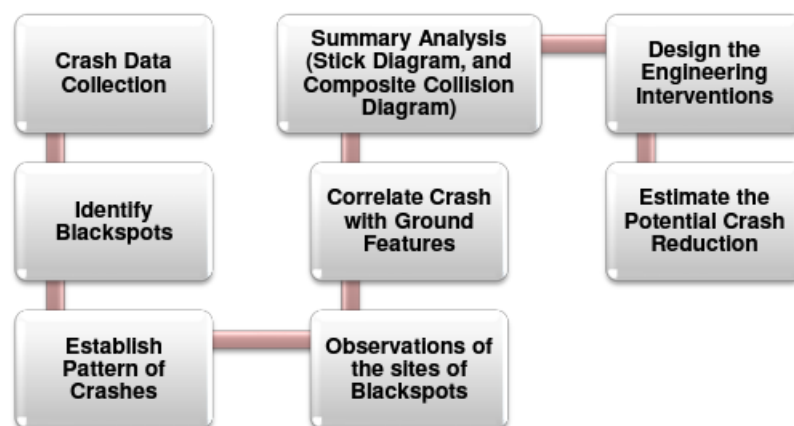 Crash Data
Collection
Identify
Blackspots
Establish
Pattern of
Crashes
Observations of
the sites of
Blackspots
Correlate Crash
with Ground
Features
Summary Analysis
(Stick Diagram, and
Composite Collision
Diagram)
Design the
Engineering
Interventions
Estimate the
Potential Crash
Reduction